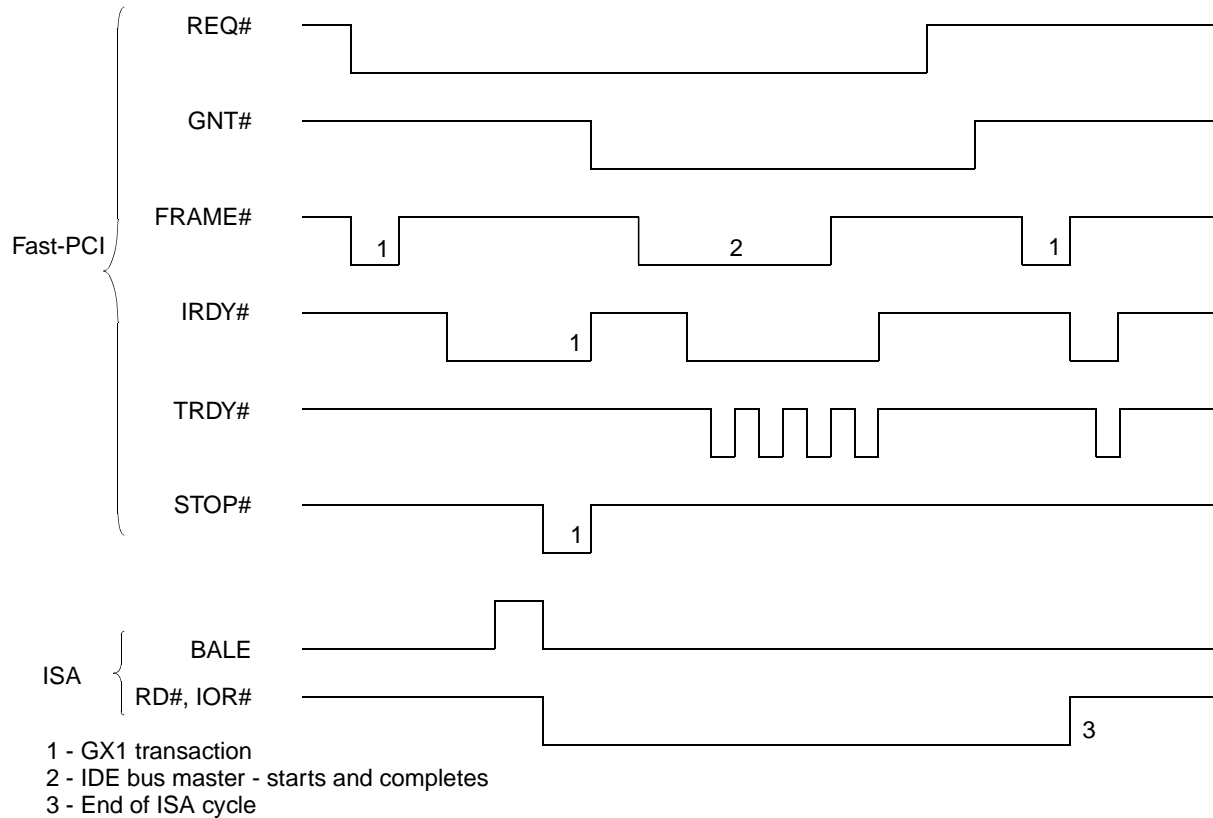 REQ#
GNT#
FRAME#
1
2
1
Fast-PCI
IRDY#
1
TRDY#
STOP#
1
BALE
ISA
RD#, IOR#
3
1 - GX1 transaction
2 - IDE bus master - starts and completes
3 - End of ISA cycle